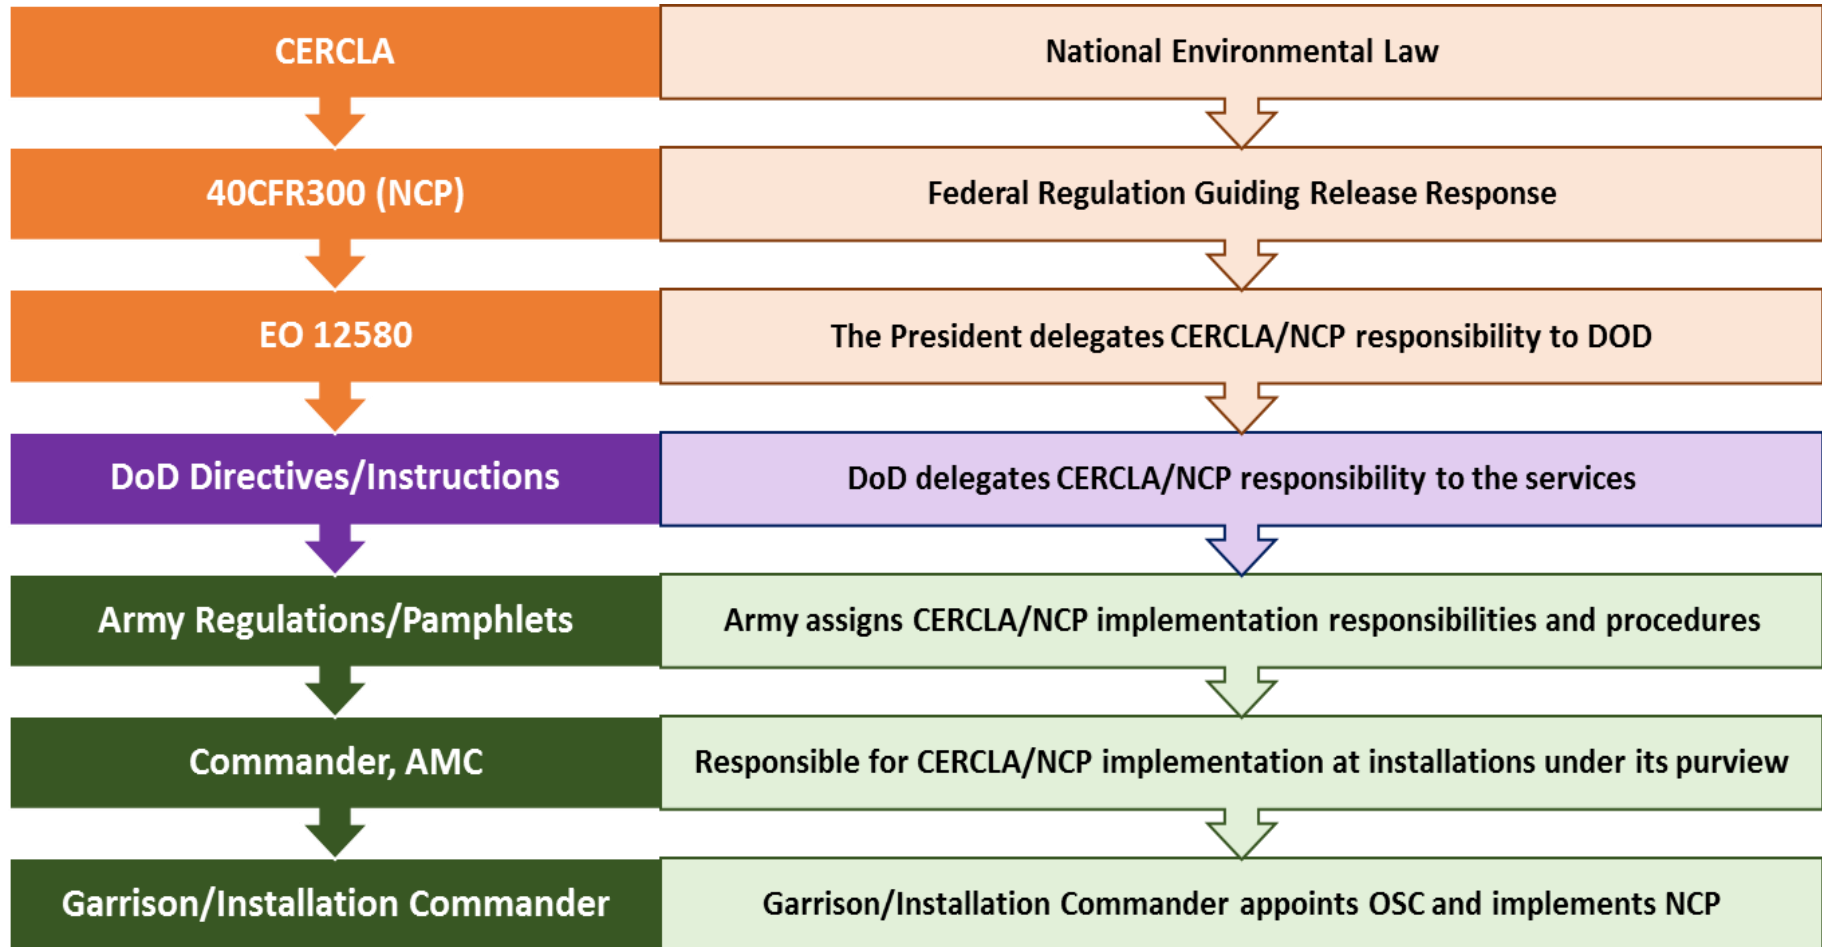 CERCLA
National Environmental Law
40CFR300 (NCP)
Federal Regulation Guiding Release Response
EO 12580
The President delegates CERCLA/NCP responsibility to DOD
DoD Directives/Instructions
DoD delegates CERCLA/NCP responsibility to the services
Army Regulations/Pamphlets
Army assigns CERCLA/NCP implementation responsibilities and procedures
Commander, AMC
Responsible for CERCLA/NCP implementation at installations under its purview
Garrison/Installation Commander
Garrison/Installation Commander appoints OSC and implements NCP